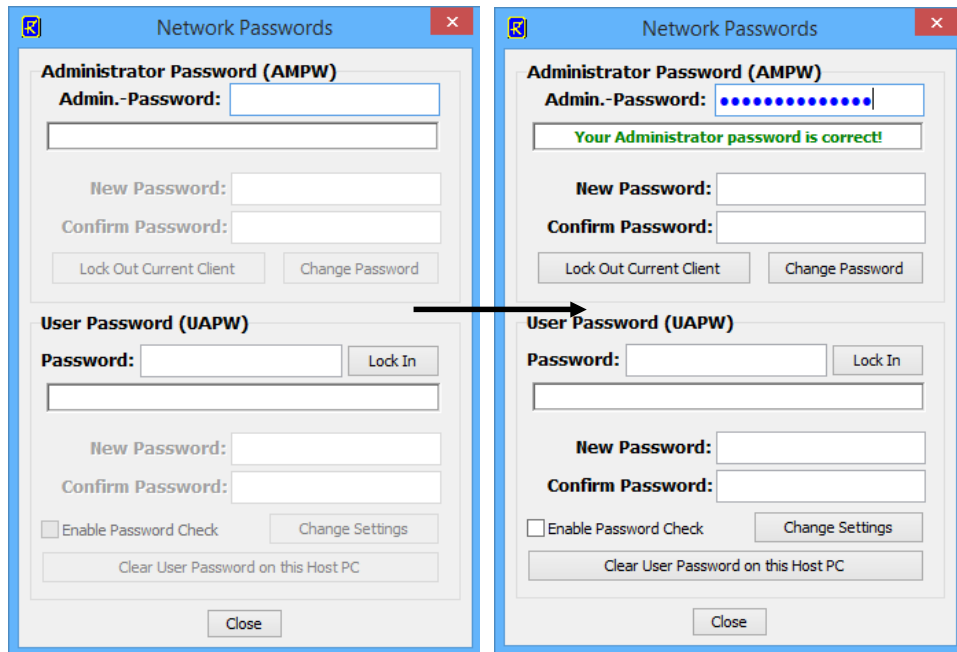 Network Passwords
Administrator Password (AMPW)
Admin.-Password:
New Password:
Confirm Password:
Lock Out Current Client Change Password
User Password (UAPW)
Password: Lock In
New Password:
Confirm Password:
Enable Password Check Change Settings
Clear User Password on this Host PC
Close
Network Passwords
Administrator Password (AMPW)
Admin.-Password: ••••••••••••••
Your Administrator password is correct!
New Password:
Confirm Password:
Lock Out Current Client Change Password
User Password (UAPW)
Password: Lock In
New Password:
Confirm Password:
Enable Password Check Change Settings
Clear User Password on this Host PC
Close